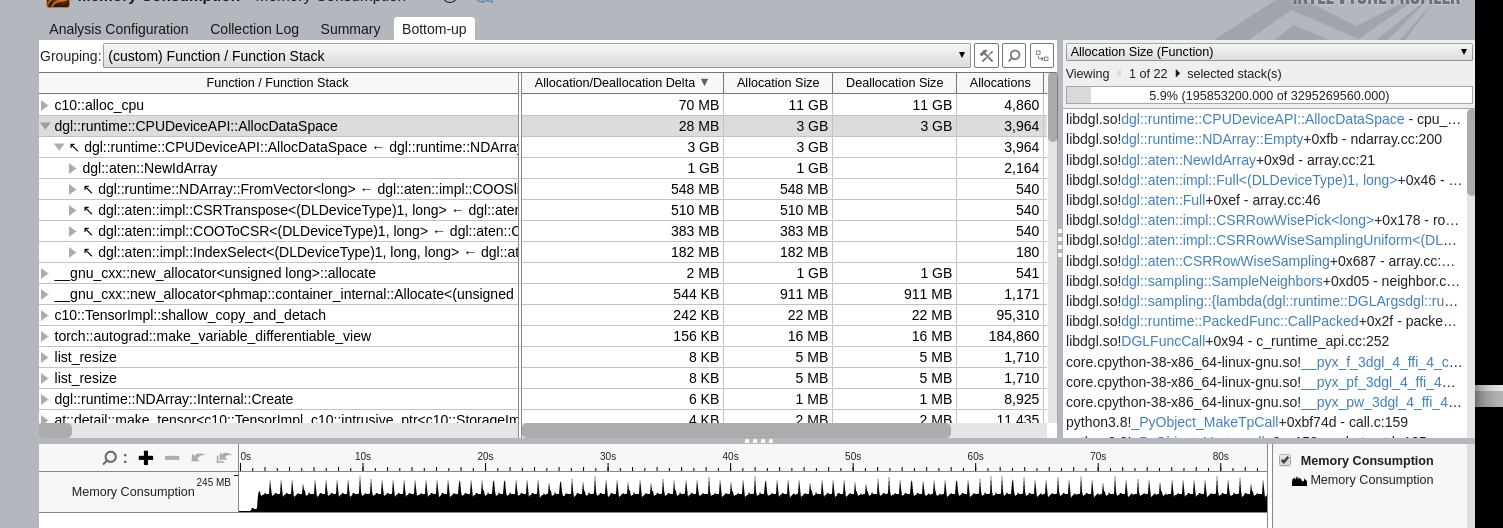 Memory Consumption Memory Consumption INTEL VTUNE PROFILER
Analysis Configuration Collection Log Summary Bottom-up
Grouping: (custom) Function / Function Stack
Function / Function Stack Allocation/Deallocation Delta ▼ Allocation Size Deallocation Size Allocations
c10::alloc_cpu 70 MB 11 GB 11 GB 4,860
dgl::runtime::CPUDeviceAPI::AllocDataSpace 28 MB 3 GB 3 GB 3,964
↖ dgl::runtime::CPUDeviceAPI::AllocDataSpace ← dgl::runtime::NDArra 3 GB 3 GB 3,964
dgl::aten::NewIdArray 1 GB 1 GB 2,164
↖ dgl::runtime::NDArray::FromVector<long> ← dgl::aten::impl::COOSli 548 MB 548 MB 540
↖ dgl::aten::impl::CSRTranspose<(DLDeviceType)1, long> ← dgl::aten 510 MB 510 MB 540
↖ dgl::aten::impl::COOToCSR<(DLDeviceType)1, long> ← dgl::aten::C 383 MB 383 MB 540
↖ dgl::aten::impl::IndexSelect<(DLDeviceType)1, long, long> ← dgl::at 182 MB 182 MB 180
__gnu_cxx::new_allocator<unsigned long>::allocate 2 MB 1 GB 1 GB 541
__gnu_cxx::new_allocator<phmap::container_internal::Allocate<(unsigned 544 KB 911 MB 911 MB 1,171
c10::TensorImpl::shallow_copy_and_detach 242 KB 22 MB 22 MB 95,310
torch::autograd::make_variable_differentiable_view 156 KB 16 MB 16 MB 184,860
list_resize 8 KB 5 MB 5 MB 1,710
list_resize 8 KB 5 MB 5 MB 1,710
dgl::runtime::NDArray::Internal::Create 6 KB 1 MB 1 MB 8,925
at::detail::make_tensor<c10::TensorImpl, c10::intrusive_ptr<c10::StorageIm 4 KB 2 MB 2 MB 11,435
Allocation Size (Function)
Viewing 1 of 22 selected stack(s)
5.9% (195853200.000 of 3295269560.000)
libdgl.so!dgl::runtime::CPUDeviceAPI::AllocDataSpace - cpu_...
libdgl.so!dgl::runtime::NDArray::Empty+0xfb - ndarray.cc:200
libdgl.so!dgl::aten::NewIdArray+0x9d - array.cc:21
libdgl.so!dgl::aten::impl::Full<(DLDeviceType)1, long>+0x46 - ...
libdgl.so!dgl::aten::Full+0xef - array.cc:46
libdgl.so!dgl::aten::impl::CSRRowWisePick<long>+0x178 - ro...
libdgl.so!dgl::aten::impl::CSRRowWiseSamplingUniform<(DL...
libdgl.so!dgl::aten::CSRRowWiseSampling+0x687 - array.cc:...
libdgl.so!dgl::sampling::SampleNeighbors+0xd05 - neighbor.c...
libdgl.so!dgl::sampling::{lambda(dgl::runtime::DGLArgsdgl::ru...
libdgl.so!dgl::runtime::PackedFunc::CallPacked+0x2f - packe...
libdgl.so!DGLFuncCall+0x94 - c_runtime_api.cc:252
core.cpython-38-x86_64-linux-gnu.so!__pyx_f_3dgl_4_ffi_4_c...
core.cpython-38-x86_64-linux-gnu.so!__pyx_pf_3dgl_4_ffi_4...
core.cpython-38-x86_64-linux-gnu.so!__pyx_pw_3dgl_4_ffi_4...
python3.8!_PyObject_MakeTpCall+0xbf74d - call.c:159
0s 10s 20s 30s 40s 50s 60s 70s 80s
Memory Consumption 245 MB
Memory Consumption
Memory Consumption